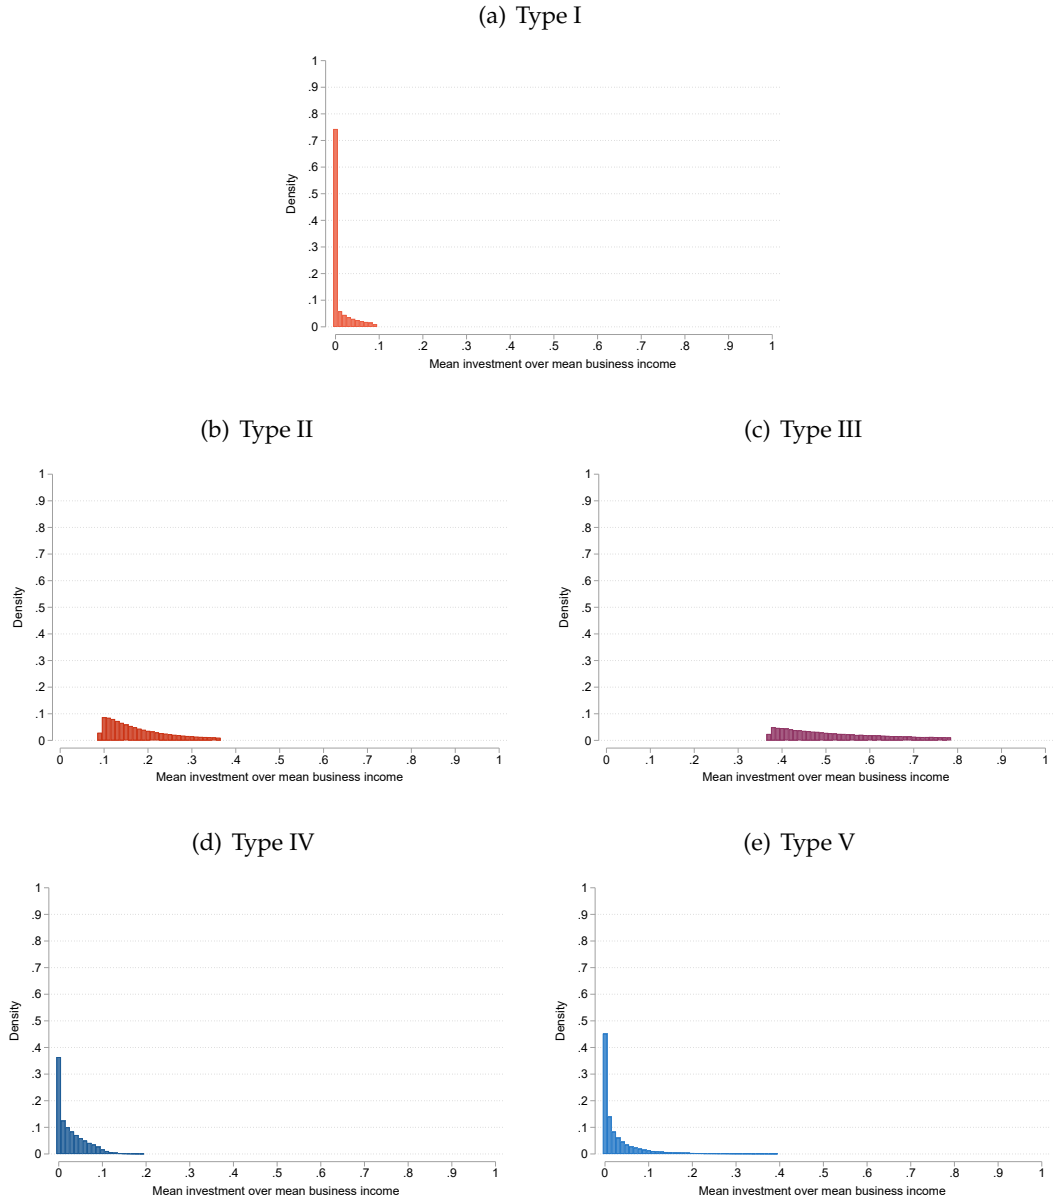 (a) Type I
1
.9
.8
.7
.6
.5
.4
.3
.2
.1
0
Density
0 .1 .2 .3 .4 .5 .6 .7 .8 .9 1
Mean investment over mean business income
(b) Type II
1
.9
.8
.7
.6
.5
.4
.3
.2
.1
0
Density
0 .1 .2 .3 .4 .5 .6 .7 .8 .9 1
Mean investment over mean business income
(c) Type III
1
.9
.8
.7
.6
.5
.4
.3
.2
.1
0
Density
0 .1 .2 .3 .4 .5 .6 .7 .8 .9 1
Mean investment over mean business income
(d) Type IV
1
.9
.8
.7
.6
.5
.4
.3
.2
.1
0
Density
0 .1 .2 .3 .4 .5 .6 .7 .8 .9 1
Mean investment over mean business income
(e) Type V
1
.9
.8
.7
.6
.5
.4
.3
.2
.1
0
Density
0 .1 .2 .3 .4 .5 .6 .7 .8 .9 1
Mean investment over mean business income